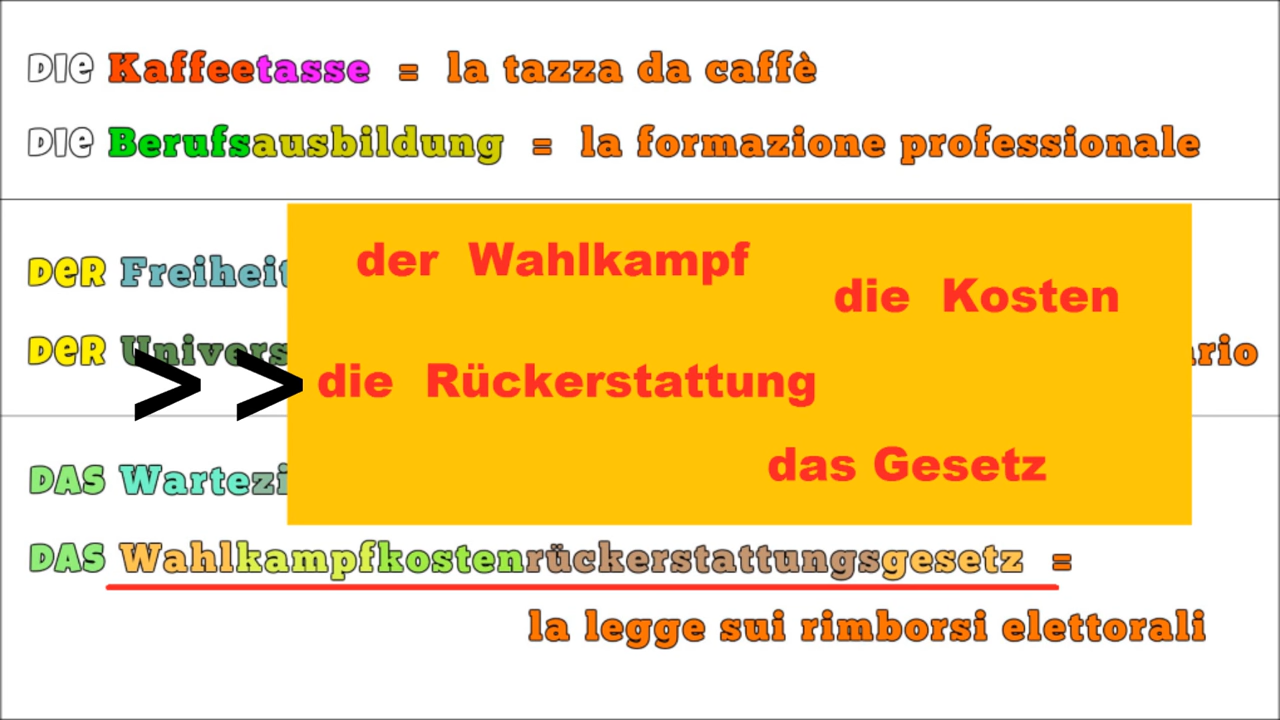 DIE Kaffeetasse = la tazza da caffè
DIE Berufsausbildung = la formazione professionale
der Wahlkampf
DER Freiheit
die Kosten
DER Univers ario
>> die Rückerstattung
das Gesetz
DAS Wartezi
DAS Wahlkampfkostenrückerstattungsgesetz =
la legge sui rimborsi elettorali